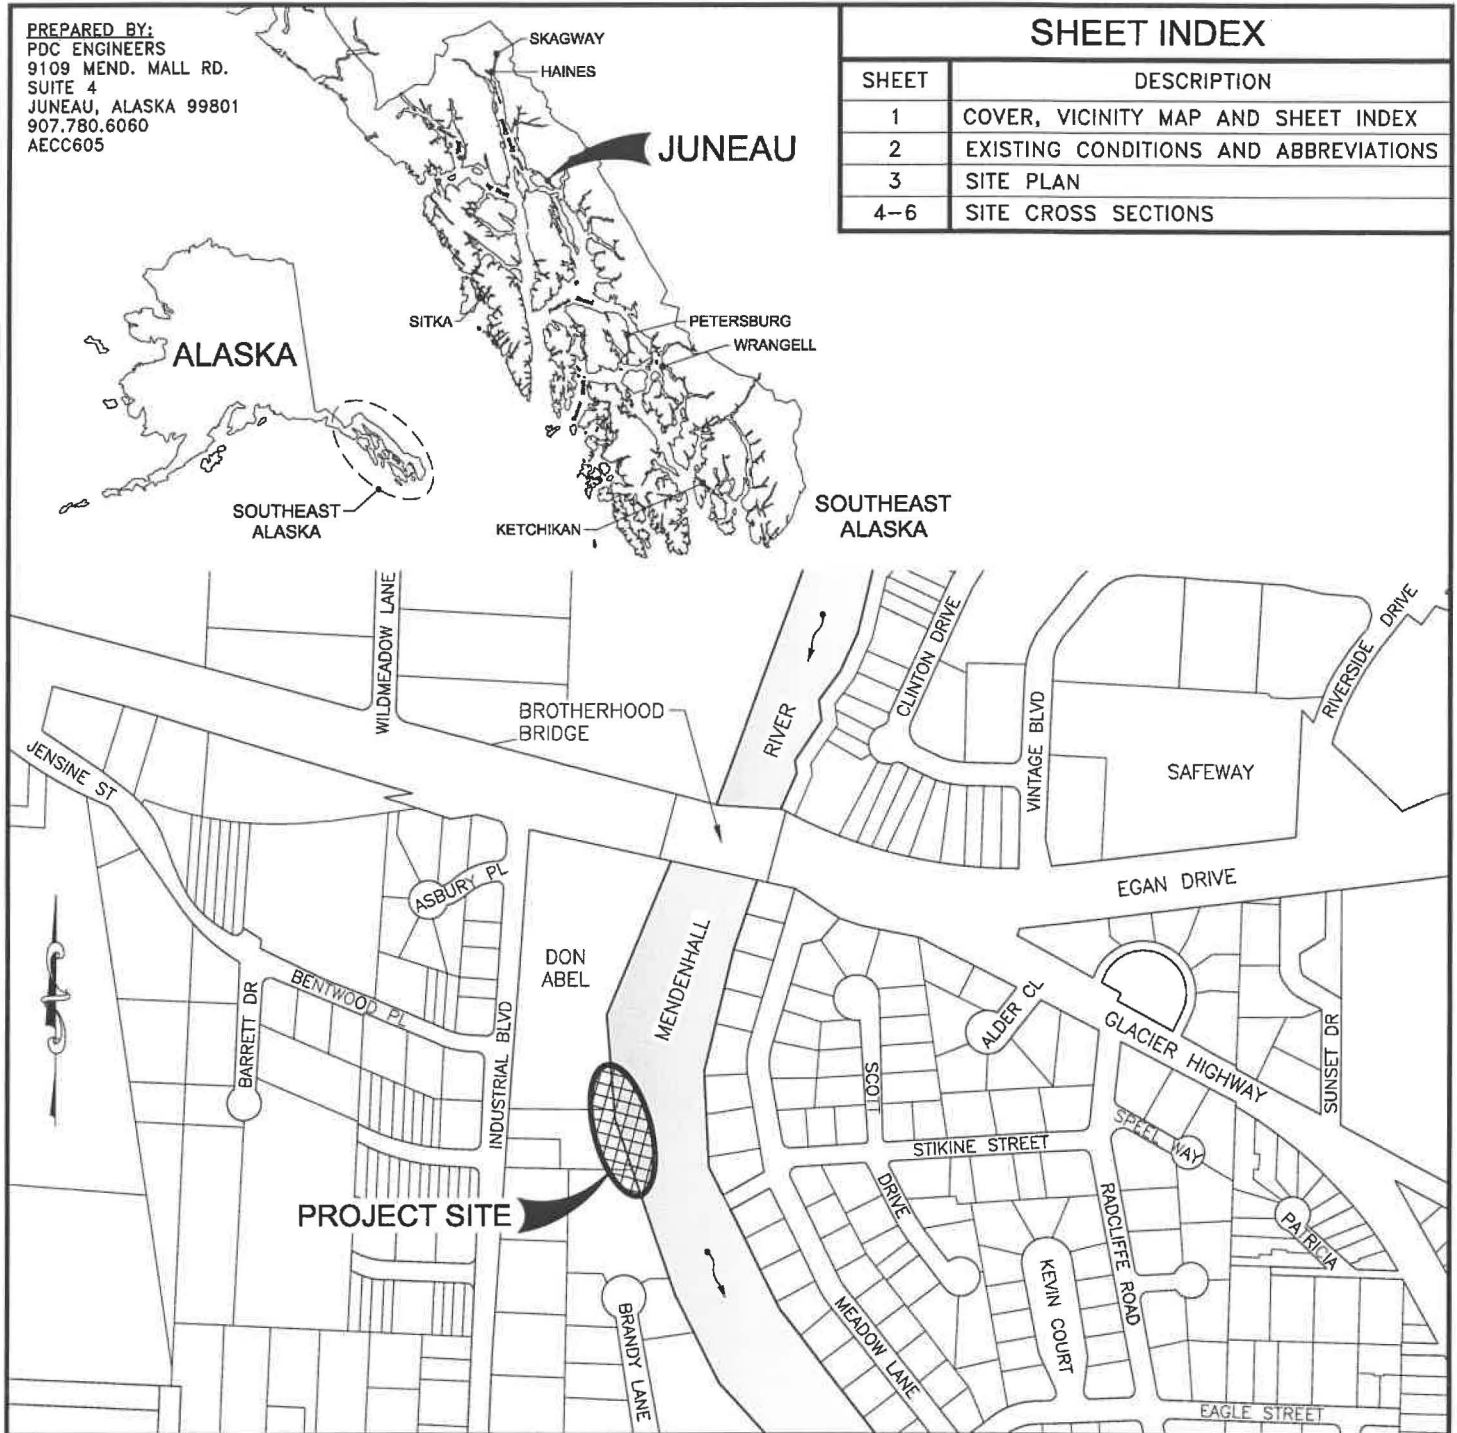 PREPARED BY:
PDC ENGINEERS
9109 MEND. MALL RD.
SUITE 4
JUNEAU, ALASKA 99801
907.780.6060
AECC605
SHEET INDEX
SHEET DESCRIPTION
1 COVER, VICINITY MAP AND SHEET INDEX
2 EXISTING CONDITIONS AND ABBREVIATIONS
3 SITE PLAN
4-6 SITE CROSS SECTIONS
SKAGWAY
HAINES
JUNEAU
SITKA
PETERSBURG
WRANGELL
KETCHIKAN
SOUTHEAST
ALASKA
ALASKA
SOUTHEAST
ALASKA
WILDMEADOW LANE
BROTHERHOOD
BRIDGE
RIVER
CLINTON DRIVE
VINTAGE BLVD
RIVERSIDE DRIVE
SAFEWAY
JENSINE ST
ASBURY PL
EGAN DRIVE
DON
ABEL
MENDENHALL
BENTWOOD PL
BARRETT DR
INDUSTRIAL BLVD
ALDER CL
GLACIER HIGHWAY
SUNSET DR
SCOTT
DRIVE
STIKINE STREET
SPEEL WAY
PATRICIA
RADCLIFFE ROAD
KEVIN COURT
MEADOW LANE
BRANDY LANE
EAGLE STREET
PROJECT SITE